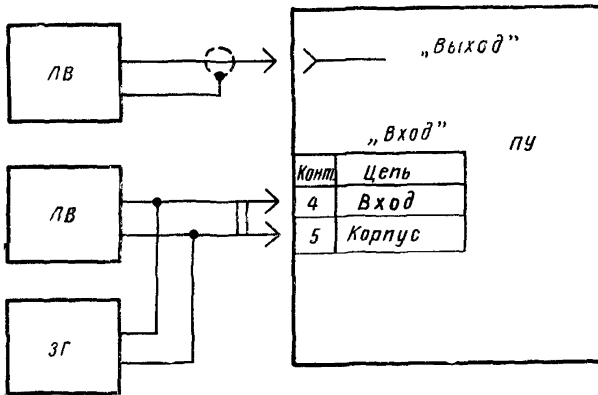 ЛВ
„Выход”
„Вход”
ПУ
Конт. Цепь
4 Вход
5 Корпус
ЛВ
ЗГ